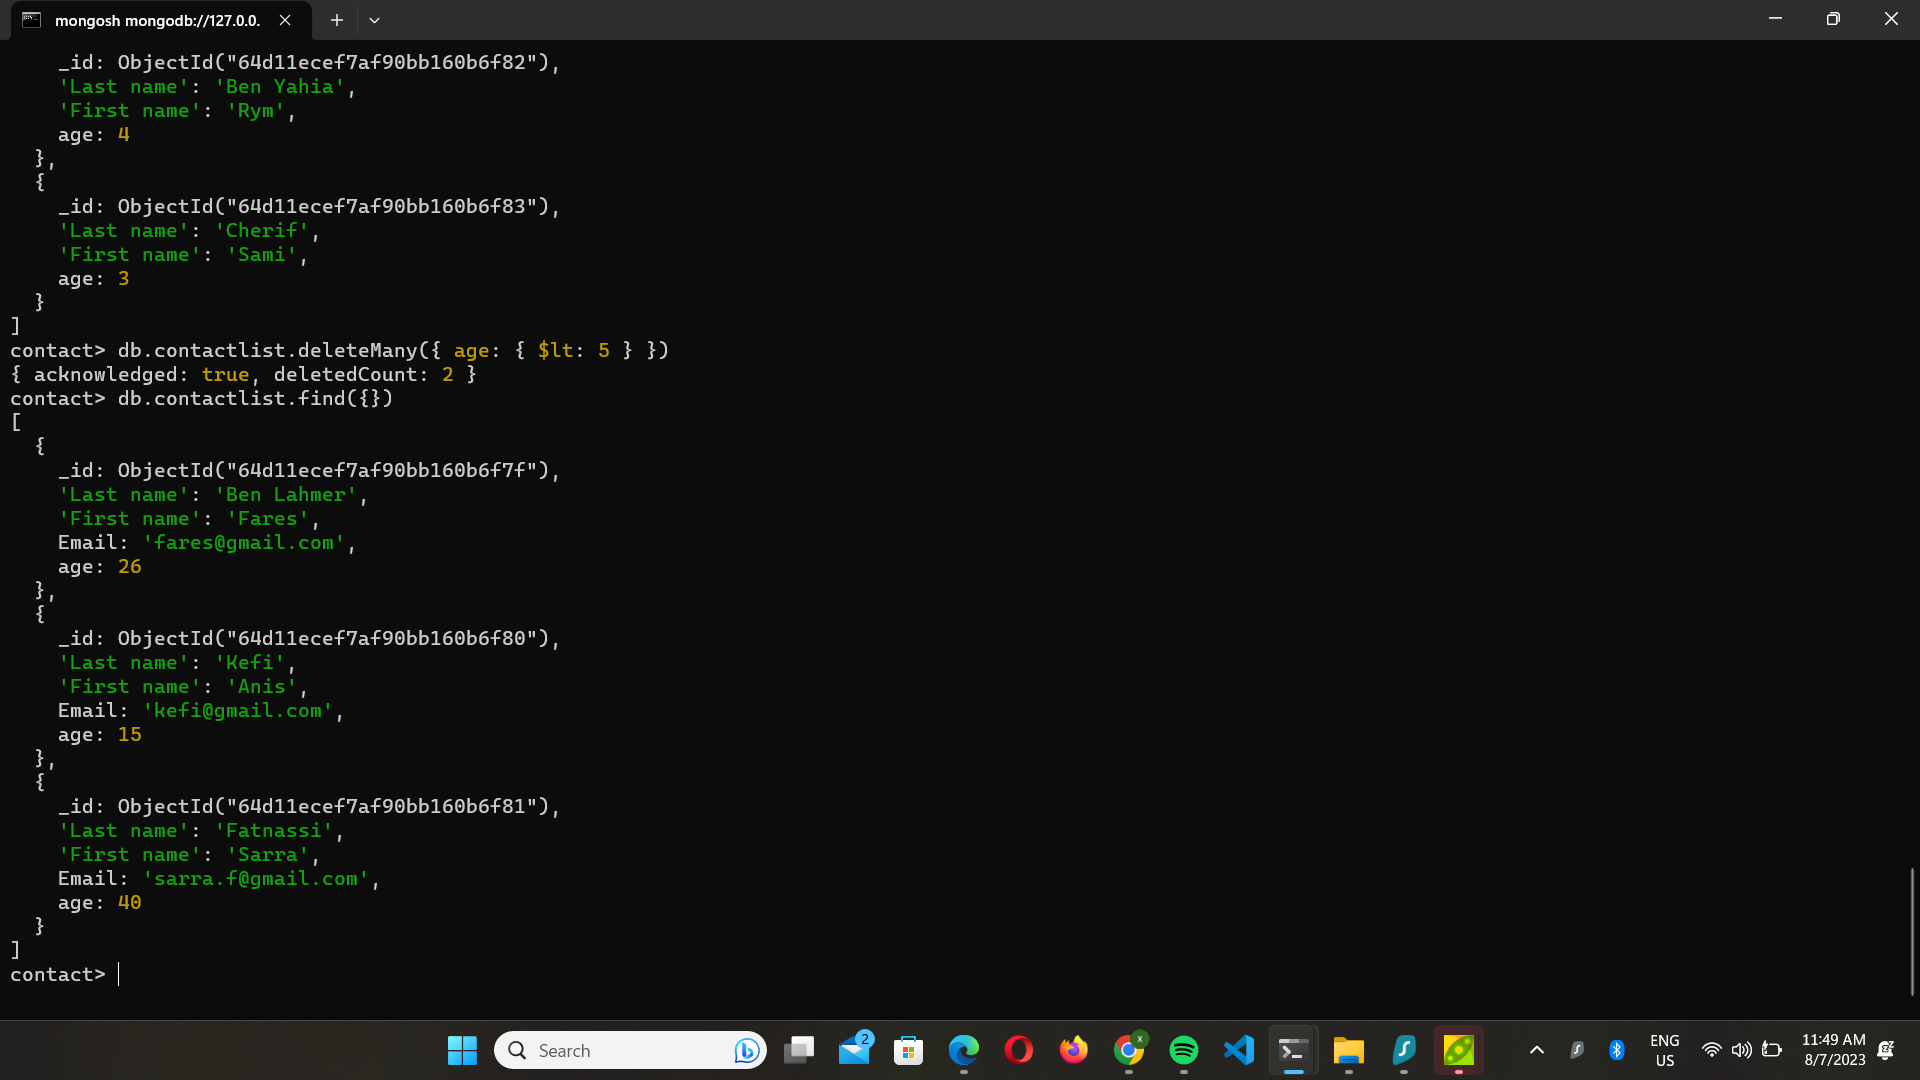 mongosh mongodb://127.0.0.
_id: ObjectId("64d11ecef7af90bb160b6f82"),
'Last name': 'Ben Yahia',
'First name': 'Rym',
age: 4
},
{
_id: ObjectId("64d11ecef7af90bb160b6f83"),
'Last name': 'Cherif',
'First name': 'Sami',
age: 3
}
]
contact> db.contactlist.deleteMany({ age: { $lt: 5 } })
{ acknowledged: true, deletedCount: 2 }
contact> db.contactlist.find({})
[
{
_id: ObjectId("64d11ecef7af90bb160b6f7f"),
'Last name': 'Ben Lahmer',
'First name': 'Fares',
Email: 'fares@gmail.com',
age: 26
},
{
_id: ObjectId("64d11ecef7af90bb160b6f80"),
'Last name': 'Kefi',
'First name': 'Anis',
Email: 'kefi@gmail.com',
age: 15
},
{
_id: ObjectId("64d11ecef7af90bb160b6f81"),
'Last name': 'Fatnassi',
'First name': 'Sarra',
Email: 'sarra.f@gmail.com',
age: 40
}
]
contact>
Search
2
x
ENG
US
11:49 AM
8/7/2023